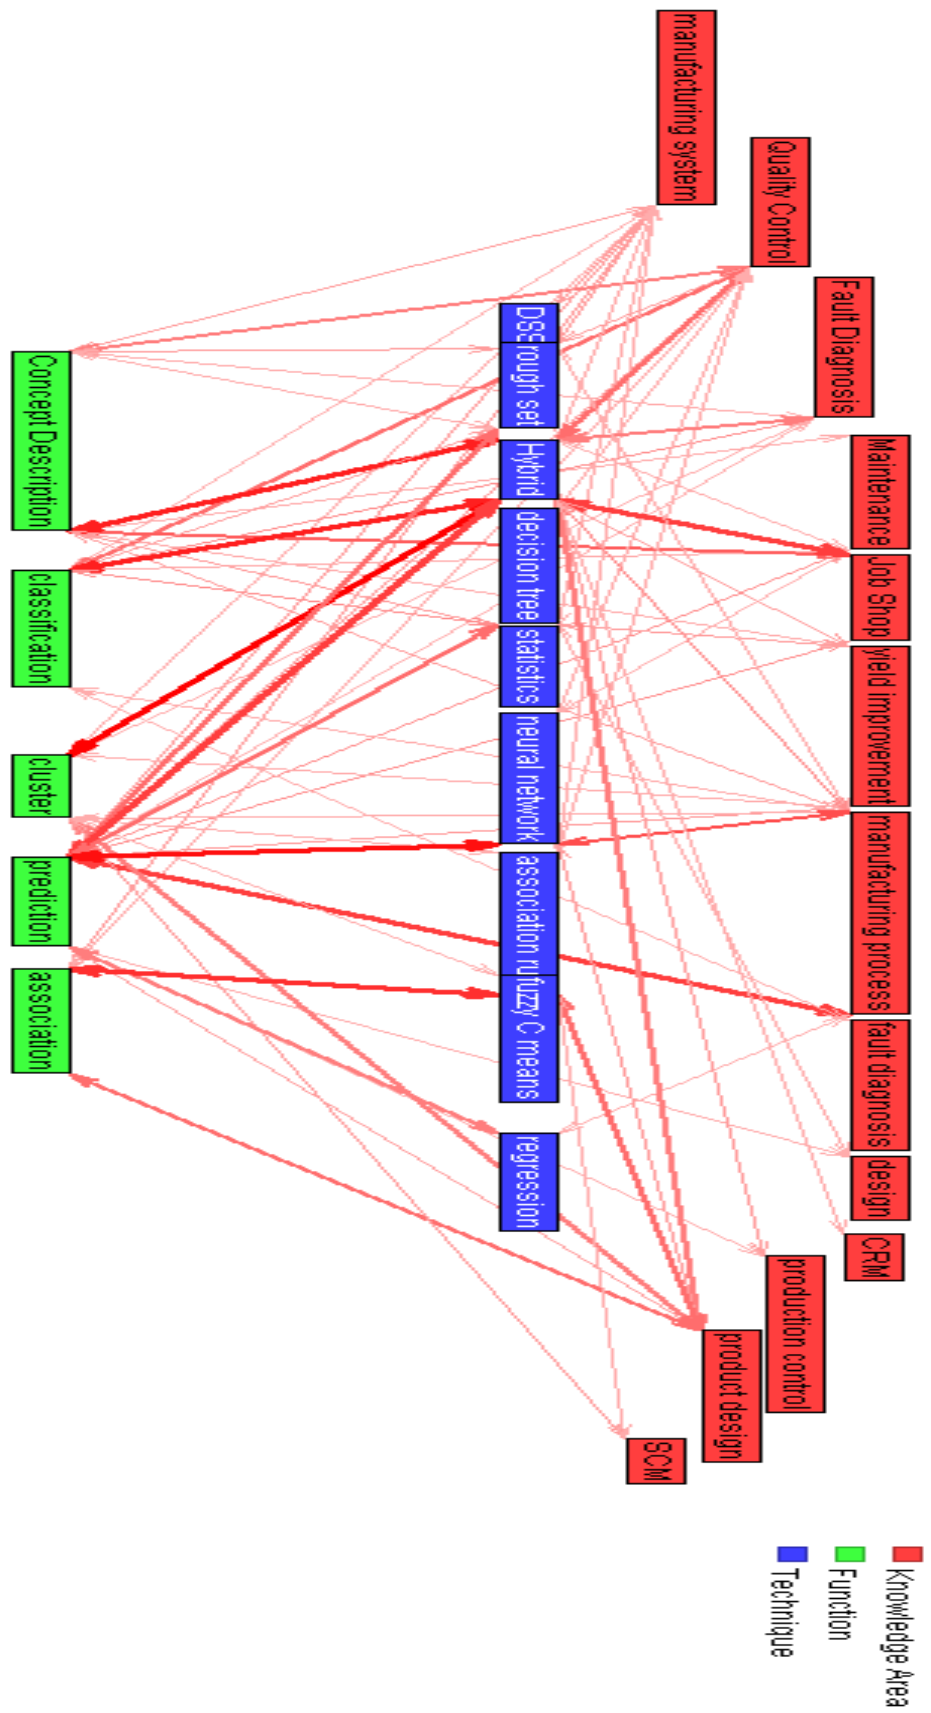 manufacturing system
Quality Control
Fault Diagnosis
Maintenance
Job Shop
yield improvement
manufacturing process
fault diagnosis
design
CRM
production control
product design
SCM
DSS
rough set
Hybrid
decision tree
statistics
neural network
association ru
fuzzy C means
regression
Concept Description
classification
cluster
prediction
association
Knowledge Area
Function
Technique